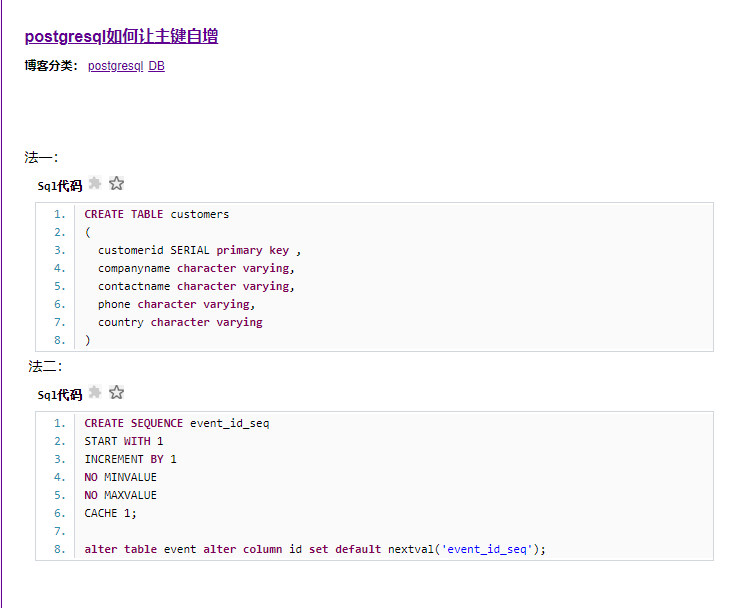 postgresql如何让主键自增
博客分类： postgresql DB
法一：
Sql代码
1. CREATE TABLE customers
2. (
3. customerid SERIAL primary key ,
4. companyname character varying,
5. contactname character varying,
6. phone character varying,
7. country character varying
8. )
法二：
Sql代码
1. CREATE SEQUENCE event_id_seq
2. START WITH 1
3. INCREMENT BY 1
4. NO MINVALUE
5. NO MAXVALUE
6. CACHE 1;
7.
8. alter table event alter column id set default nextval('event_id_seq');